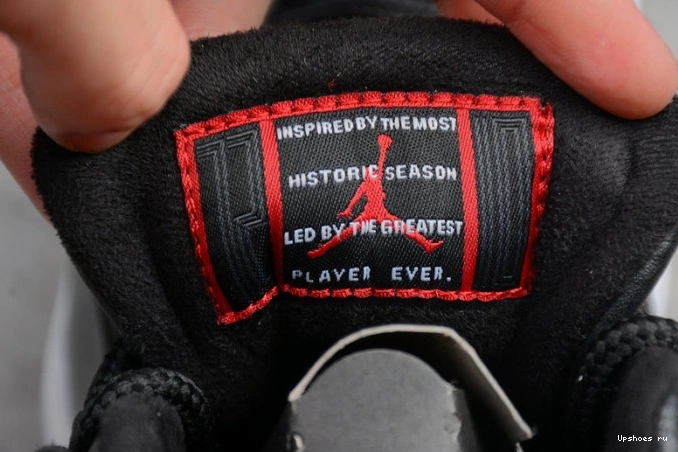 INSPIRED BY THE MOST
HISTORIC SEASON
LED BY THE GREATEST
PLAYER EVER.
Upshoes ru